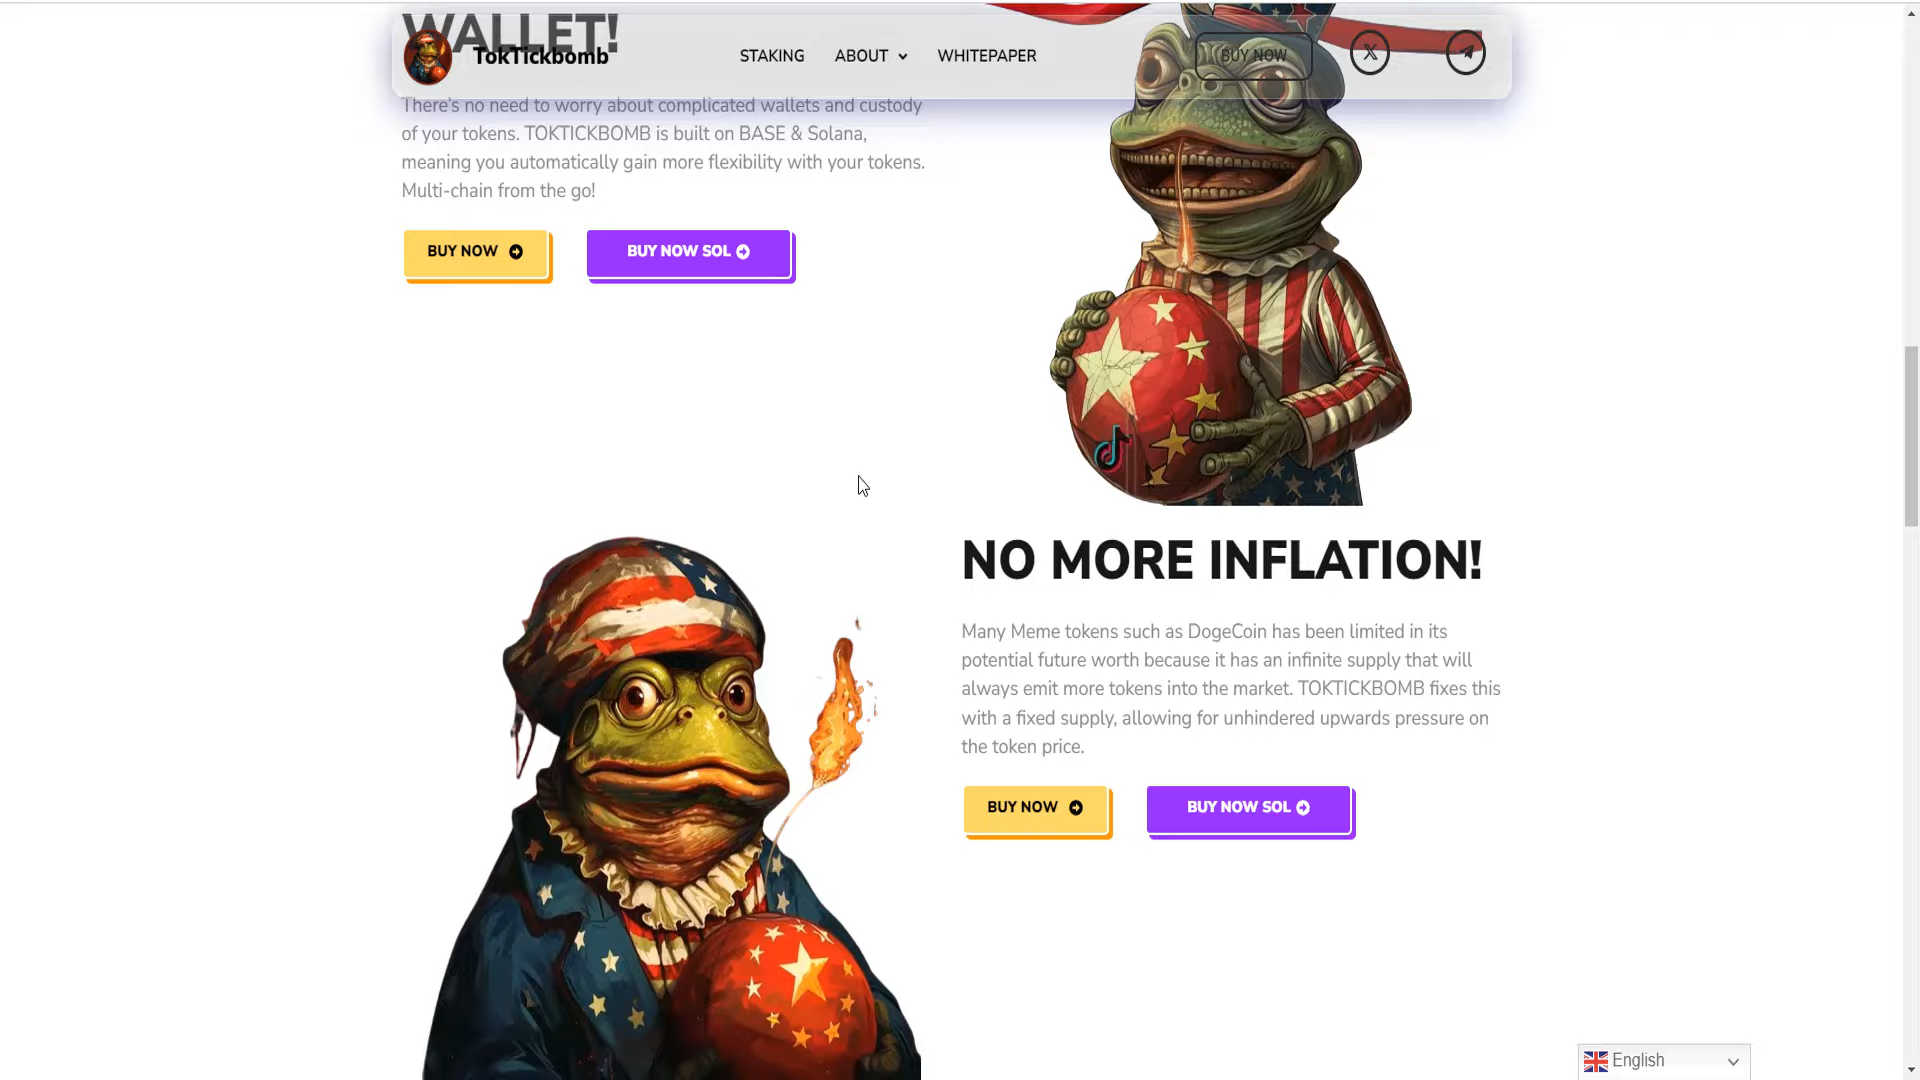 WALLET!
TokTickbomb
STAKING
ABOUT
WHITEPAPER
BUY NOW
There's no need to worry about complicated wallets and custody
of your tokens. TOKTICKBOMB is built on BASE & Solana,
meaning you automatically gain more flexibility with your tokens.
Multi-chain from the go!
BUY NOW
BUY NOW SOL
NO MORE INFLATION!
Many Meme tokens such as DogeCoin has been limited in its
potential future worth because it has an infinite supply that will
always emit more tokens into the market. TOKTICKBOMB fixes this
with a fixed supply, allowing for unhindered upwards pressure on
the token price.
BUY NOW
BUY NOW SOL
English